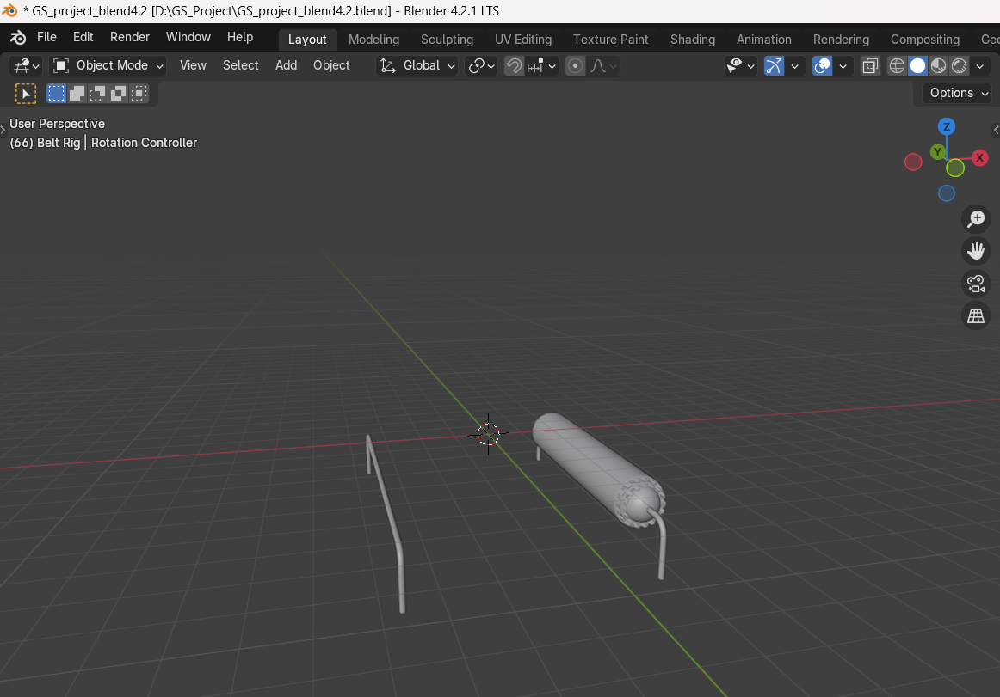 * GS_project_blend4.2 [D:\GS_Project\GS_project_blend4.2.blend] - Blender 4.2.1 LTS
File Edit Render Window Help Layout Modeling Sculpting UV Editing Texture Paint Shading Animation Rendering Compositing Geo
Object Mode View Select Add Object Global
Options
User Perspective
(66) Belt Rig | Rotation Controller
Z
Y X